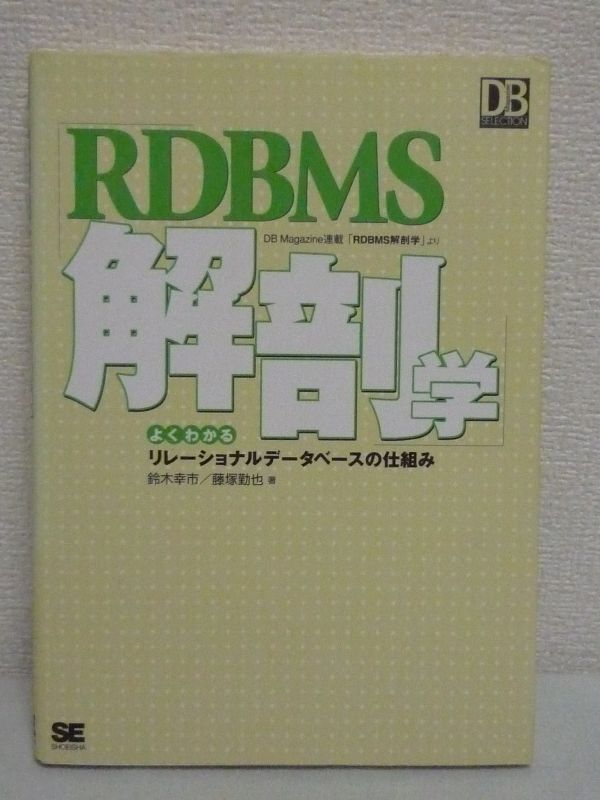 DB
SELECTION
「RDBMS
DB Magazine連載「RDBMS解剖学」より
解剖学」
よくわかる
リレーショナルデータベースの仕組み
鈴木幸市／藤塚勤也 著
SE
SHOEISHA